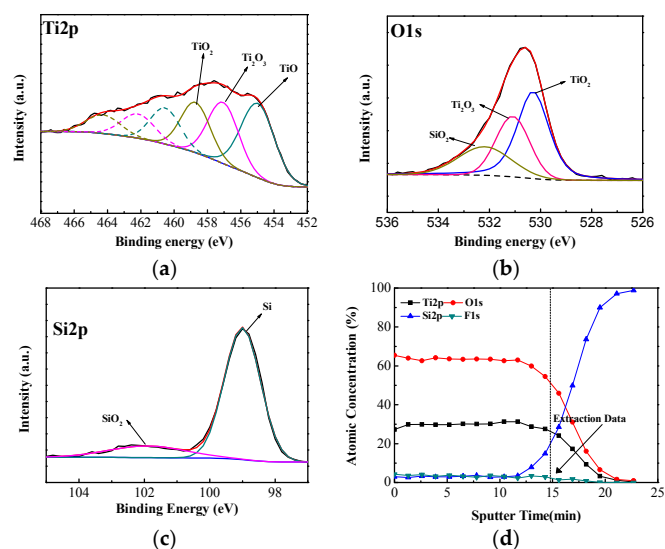 Ti2p
TiO₂
Ti₂O₃
TiO
Intensity (a.u.)
468 466 464 462 460 458 456 454 452
Binding energy (eV)
(a)
O1s
TiO₂
Ti₂O₃
SiO₂
Intensity (a.u.)
536 534 532 530 528 526
Binding energy (eV)
(b)
Si2p
Si
SiO₂
Intensity (a.u.)
104 102 100 98
Binding energy (eV)
(c)
Ti2p O1s
Si2p F1s
Extraction Data
Atomic Concentration (%)
100
80
60
40
20
0
0 5 10 15 20 25
Sputter Time(min)
(d)